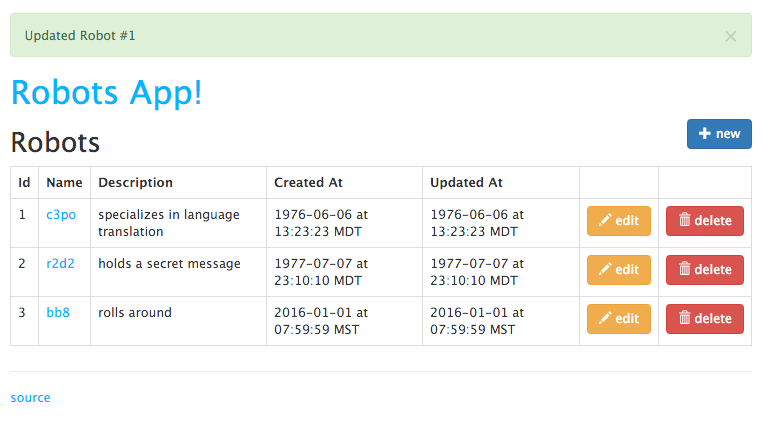 Updated Robot #1 ×
Robots App!
Robots
new
Id Name Description Created At Updated At
1 c3po specializes in language translation 1976-06-06 at 13:23:23 MDT 1976-06-06 at 13:23:23 MDT edit delete
2 r2d2 holds a secret message 1977-07-07 at 23:10:10 MDT 1977-07-07 at 23:10:10 MDT edit delete
3 bb8 rolls around 2016-01-01 at 07:59:59 MST 2016-01-01 at 07:59:59 MST edit delete
source